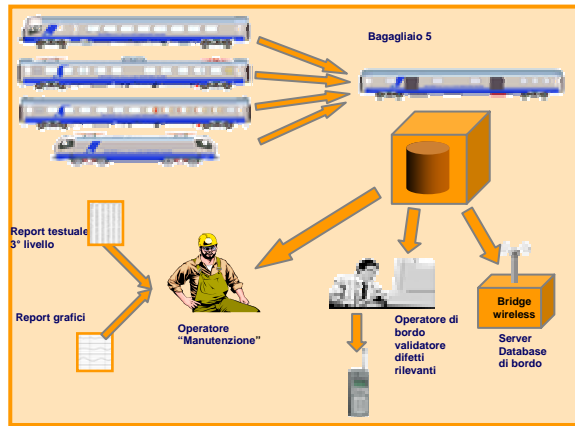 Bagagliaio 5
Report testuale
3° livello
Report grafici
Operatore
“Manutenzione”
Operatore di
bordo
validatore
difetti
rilevanti
Bridge
wireless
Server
Database
di bordo